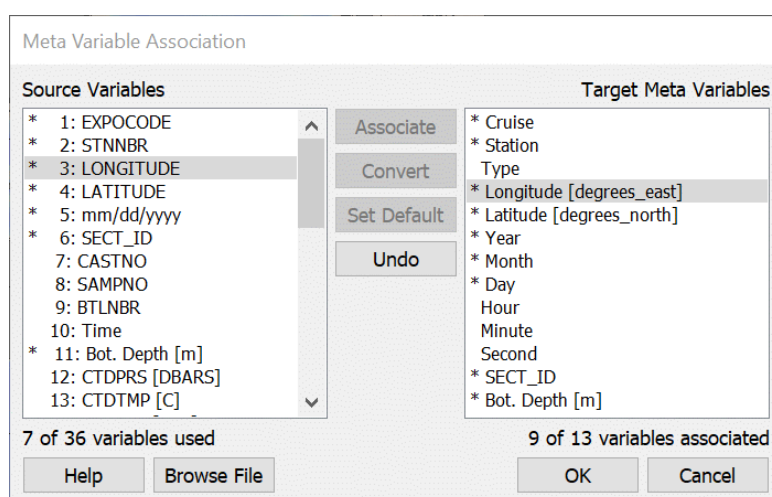 Meta Variable Association
Source Variables
Target Meta Variables
* 1: EXPOCODE
* 2: STNNBR
* 3: LONGITUDE
* 4: LATITUDE
* 5: mm/dd/yyyy
* 6: SECT_ID
7: CASTNO
8: SAMPNO
9: BTLNBR
10: Time
* 11: Bot. Depth [m]
12: CTDPRS [DBARS]
13: CTDTMP [C]
Associate
Convert
Set Default
Undo
* Cruise
* Station
Type
* Longitude [degrees_east]
* Latitude [degrees_north]
* Year
* Month
* Day
Hour
Minute
Second
* SECT_ID
* Bot. Depth [m]
7 of 36 variables used
9 of 13 variables associated
Help
Browse File
OK
Cancel